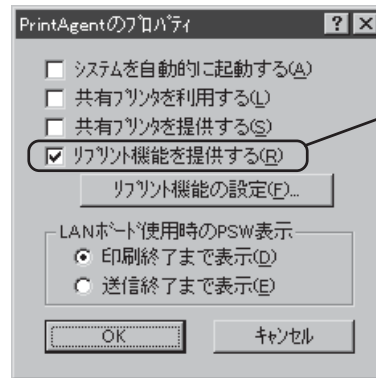 PrintAgentのﾌﾟﾛﾊﾟﾃｨ
システムを自動的に起動する(A)
共有ﾌﾟﾘﾝﾀを利用する(L)
共有ﾌﾟﾘﾝﾀを提供する(S)
ﾘﾌﾟﾘﾝﾄ機能を提供する(R)
ﾘﾌﾟﾘﾝﾄ機能の設定(F)...
LANﾎﾞｰﾄﾞ使用時のPSW表示
印刷終了まで表示(D)
送信終了まで表示(E)
OK ｷｬﾝｾﾙ